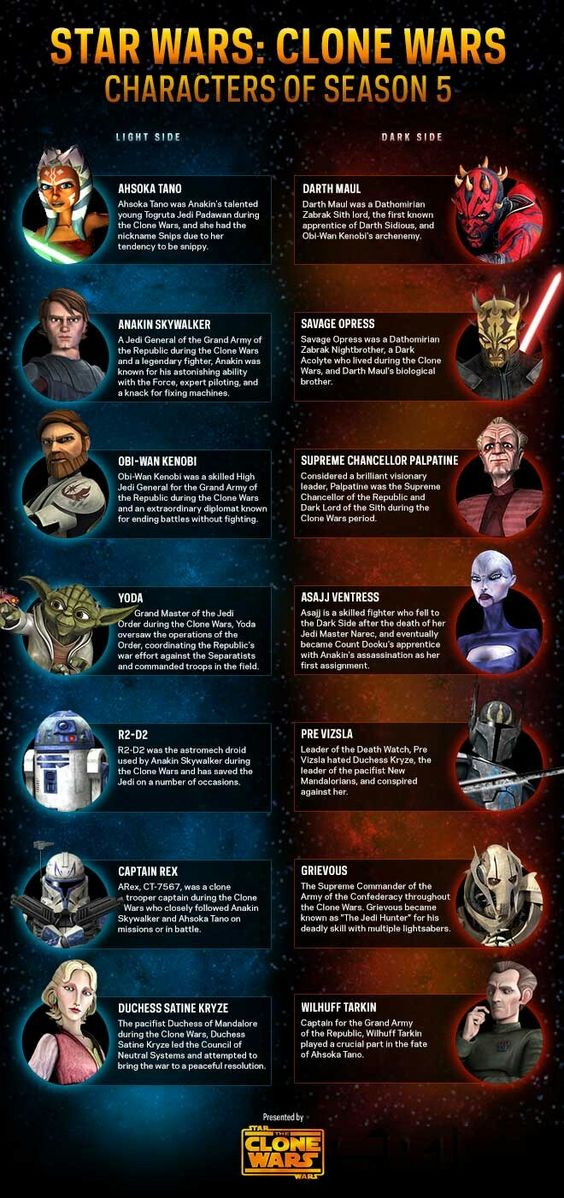 STAR WARS: CLONE WARS
CHARACTERS OF SEASON 5
LIGHT SIDE
AHSOKA TANO
Ahsoka Tano was Anakin's talented
young Togruta Jedi Padawan during
the Clone Wars, and she had the
nickname Snips due to her
tendency to be snippy.
ANAKIN SKYWALKER
A Jedi General of the Grand Army of
the Republic during the Clone Wars
and a legendary fighter, Anakin was
known for his astonishing ability
with the Force, expert piloting, and
a knack for fixing machines.
OBI-WAN KENOBI
Obi-Wan Kenobi was a skilled High
Jedi General for the Grand Army of
the Republic during the Clone Wars
and an extraordinary diplomat known
for ending battles without fighting.
YODA
Grand Master of the Jedi
Order during the Clone Wars, Yoda
oversaw the operations of the
Order, coordinating the Republic's
war effort against the Separatists
and commanded troops in the field.
R2-D2
R2-D2 was the astromech droid
used by Anakin Skywalker during
the Clone Wars and has saved the
Jedi on a number of occasions.
CAPTAIN REX
ARex, CT-7567, was a clone
trooper captain during the Clone
Wars who closely followed Anakin
Skywalker and Ahsoka Tano on
missions or in battle.
DUCHESS SATINE KRYZE
The pacifist Duchess of Mandalore
during the Clone Wars, Duchess
Satine Kryze led the Council of
Neutral Systems and attempted to
bring the war to a peaceful resolution.
DARK SIDE
DARTH MAUL
Darth Maul was a Dathomirian
Zabrak Sith lord, the first known
apprentice of Darth Sidious, and
Obi-Wan Kenobi's archenemy.
SAVAGE OPRESS
Savage Opress was a Dathomirian
Zabrak Nightbrother, a Dark
Acolyte who lived during the Clone
Wars, and Darth Maul's biological
brother.
SUPREME CHANCELLOR PALPATINE
Considered a brilliant visionary
leader, Palpatine was the Supreme
Chancellor of the Republic and
Dark Lord of the Sith during the
Clone Wars period.
ASAJJ VENTRESS
Asajj is a skilled fighter who fell to
the Dark Side after the death of her
Jedi Master Narec, and eventually
became Count Dooku's apprentice
with Anakin's assassination as her
first assignment.
PRE VIZSLA
Leader of the Death Watch, Pre
Vizsla hated Duchess Kryze, the
leader of the pacifist New
Mandalorians, and conspired
against her.
GRIEVOUS
The Supreme Commander of the
Army of the Confederacy throughout
the Clone Wars. Grievous became
known as "The Jedi Hunter" for his
deadly skill with multiple lightsabers.
WILHUFF TARKIN
Captain for the Grand Army
of the Republic, Wilhuff Tarkin
played a crucial part in the fate
of Ahsoka Tano.
Presented by
STAR
THE
CLONE
WARS
WARS